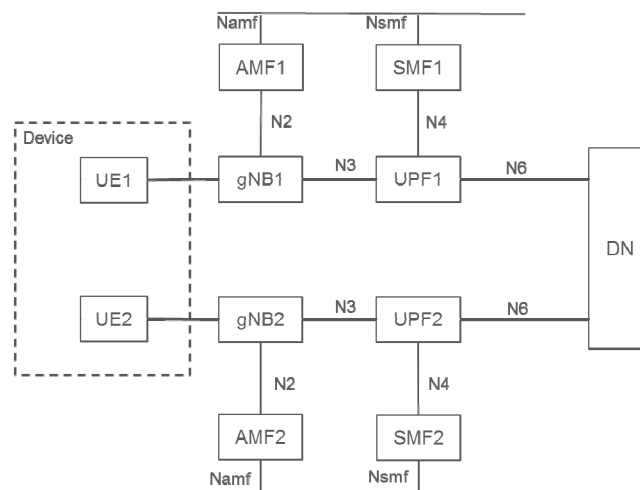 Namf Nsmf
AMF1 SMF1
N2 N4
Device
UE1 gNB1 N3 UPF1 N6
DN
UE2 gNB2 N3 UPF2 N6
N2 N4
AMF2 SMF2
Namf Nsmf